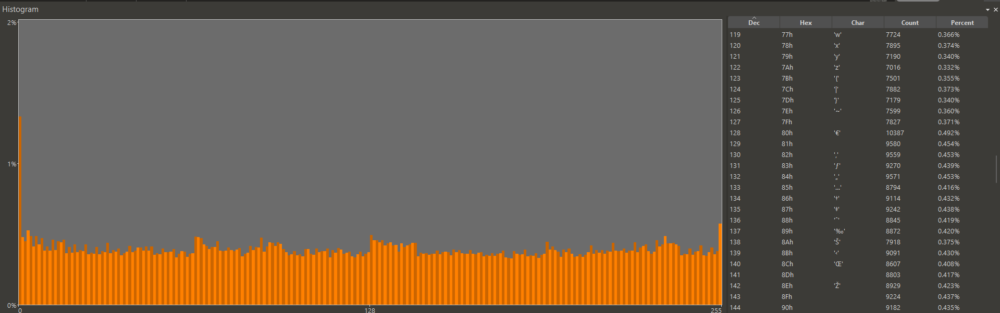 Histogram
2%
1%
0%
0 128 255
Dec Hex Char Count Percent
119 77h 'w' 7724 0.366%
120 78h 'x' 7895 0.374%
121 79h 'y' 7190 0.340%
122 7Ah 'z' 7016 0.332%
123 7Bh '{' 7501 0.355%
124 7Ch '|' 7882 0.373%
125 7Dh '}' 7179 0.340%
126 7Eh '~' 7599 0.360%
127 7Fh 7827 0.371%
128 80h '€' 10387 0.492%
129 81h 9580 0.454%
130 82h '‚' 9559 0.453%
131 83h 'ƒ' 9270 0.439%
132 84h '„' 9571 0.453%
133 85h '…' 8794 0.416%
134 86h '†' 9114 0.432%
135 87h '‡' 9242 0.438%
136 88h 'ˆ' 8845 0.419%
137 89h '‰' 8872 0.420%
138 8Ah 'Š' 7918 0.375%
139 8Bh '‹' 9091 0.430%
140 8Ch 'Œ' 8607 0.408%
141 8Dh 8803 0.417%
142 8Eh 'Ž' 8929 0.423%
143 8Fh 9224 0.437%
144 90h 9182 0.435%